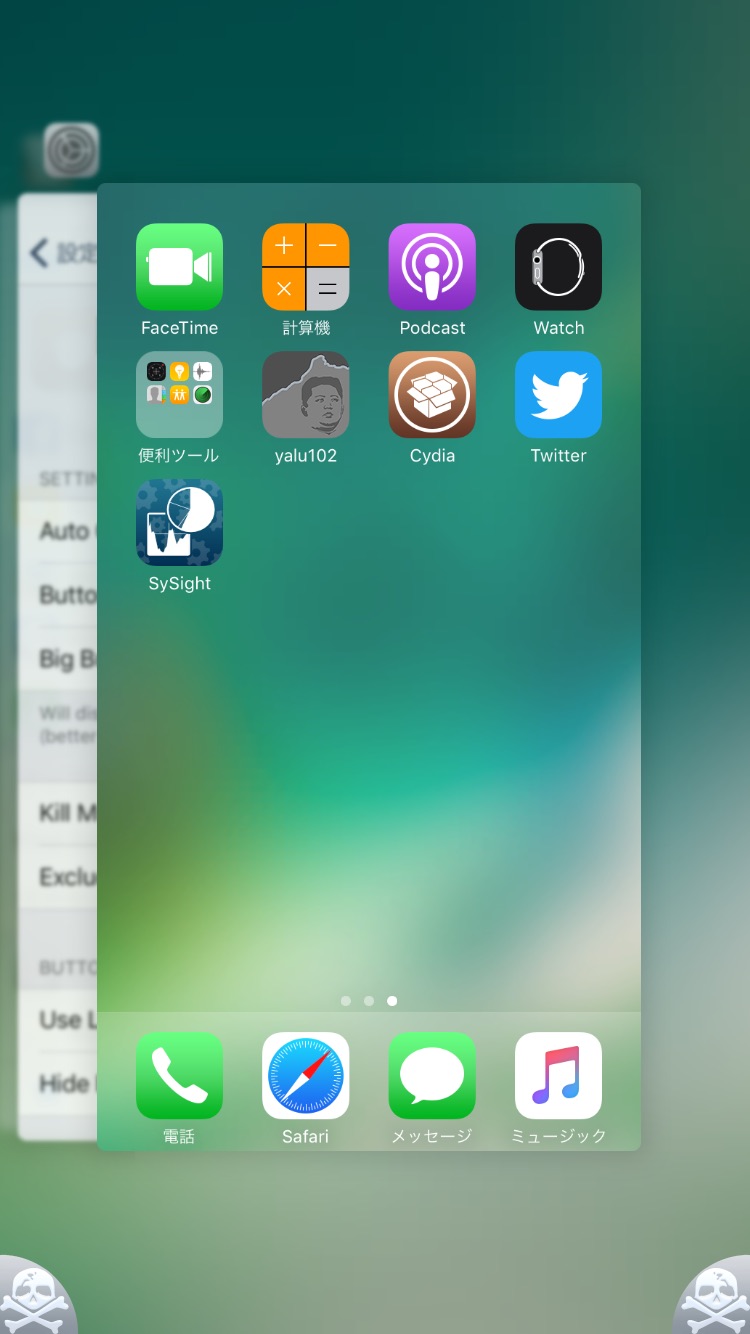 設定
FaceTime
計算機
Podcast
Watch
便利ツール
yalu102
Cydia
Twitter
SySight
SETTIN
Auto
Butto
Big B
Will dis
(better
Kill M
Exclu
BUTTO
Use L
Hide
電話
Safari
メッセージ
ミュージック